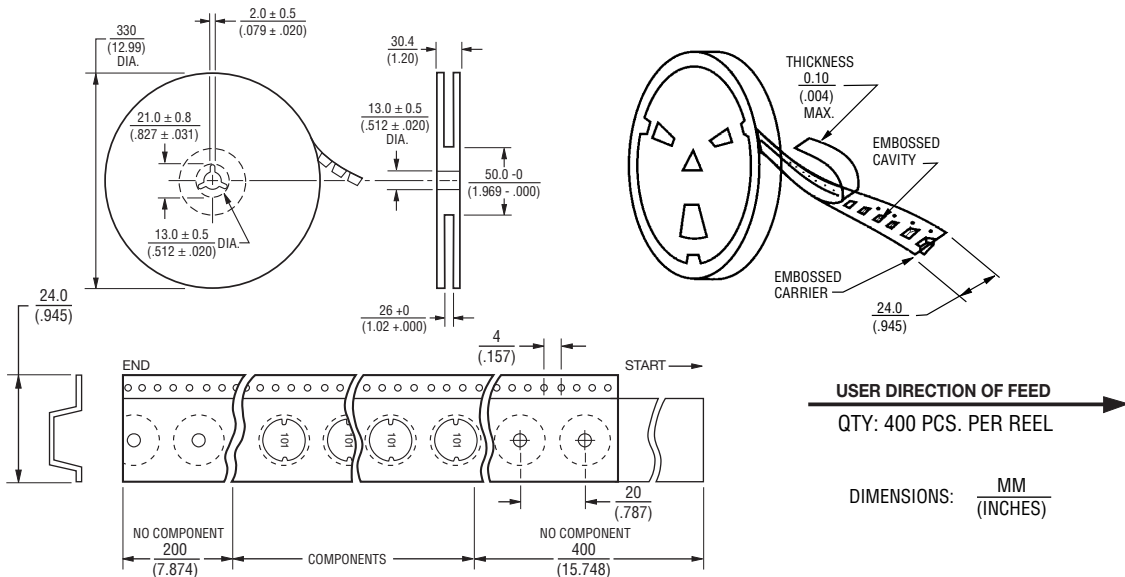 330
(12.99)
DIA.
2.0 ± 0.5
(.079 ± .020)
21.0 ± 0.8
(.827 ± .031)
13.0 ± 0.5
(.512 ± .020) DIA.
30.4
(1.20)
13.0 ± 0.5
(.512 ± .020)
DIA.
50.0 -0
(1.969 - .000)
26 +0
(1.02 +.000)
THICKNESS
0.10
(.004)
MAX.
EMBOSSED
CAVITY
EMBOSSED
CARRIER
24.0
(.945)
24.0
(.945)
END
4
(.157)
START
101
101
101
101
20
(.787)
NO COMPONENT
200
(7.874)
COMPONENTS
NO COMPONENT
400
(15.748)
USER DIRECTION OF FEED
QTY: 400 PCS. PER REEL
DIMENSIONS: MM
(INCHES)